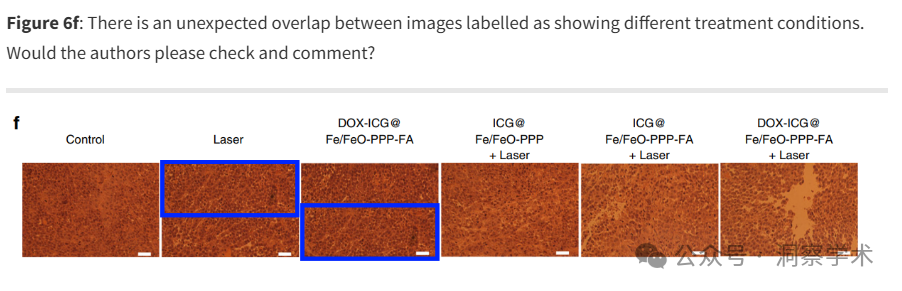 Figure 6f: There is an unexpected overlap between images labelled as showing different treatment conditions.
Would the authors please check and comment?
f
Control
Laser
DOX-ICG@
Fe/FeO-PPP-FA
ICG@
Fe/FeO-PPP
+ Laser
ICG@
Fe/FeO-PPP-FA
+ Laser
DOX-ICG@
Fe/FeO-PPP-FA
+ Laser
公众号 · 洞察学术